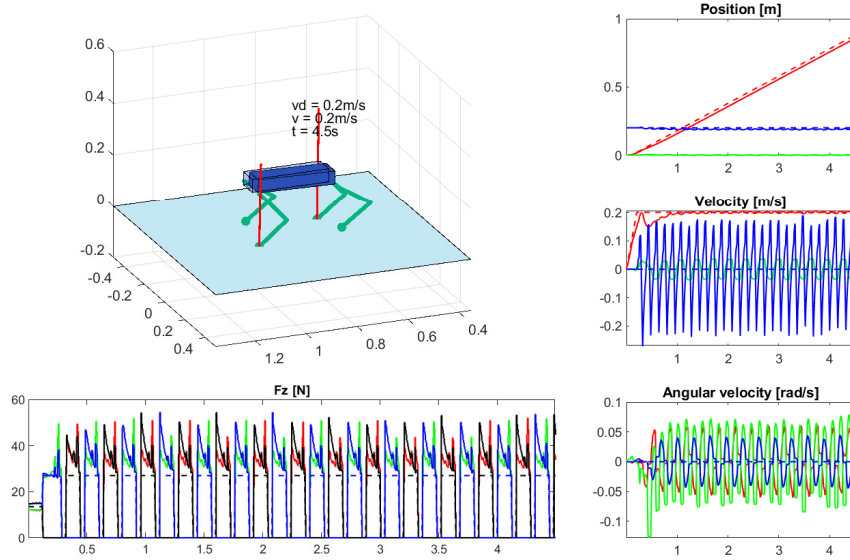 0.6
0.4
0.2
0
-0.2
-0.4
-0.2
0
0.2
0.4
1.2
1
0.8
0.6
0.4
vd = 0.2m/s
v = 0.2m/s
t = 4.5s
Position [m]
1
0.5
0
1 2 3 4
Velocity [m/s]
0.2
0.1
0
-0.1
-0.2
1 2 3 4
Fz [N]
60
40
20
0
0.5 1 1.5 2 2.5 3 3.5 4
Angular velocity [rad/s]
0.1
0.05
0
-0.05
-0.1
1 2 3 4